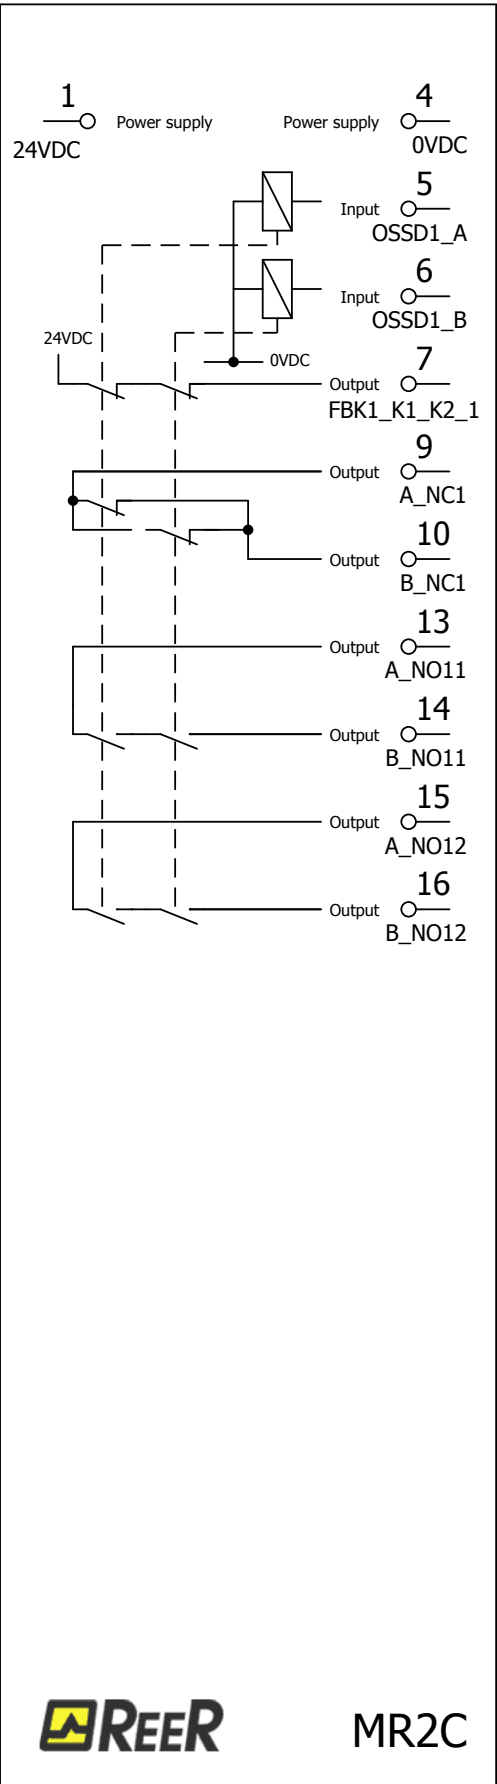 1
4
Power supply
Power supply
24VDC
0VDC
5
Input
OSSD1_A
6
Input
OSSD1_B
24VDC
0VDC
7
Output
FBK1_K1_K2_1
9
Output
A_NC1
10
Output
B_NC1
13
Output
A_NO11
14
Output
B_NO11
15
Output
A_NO12
16
Output
B_NO12
REER
MR2C